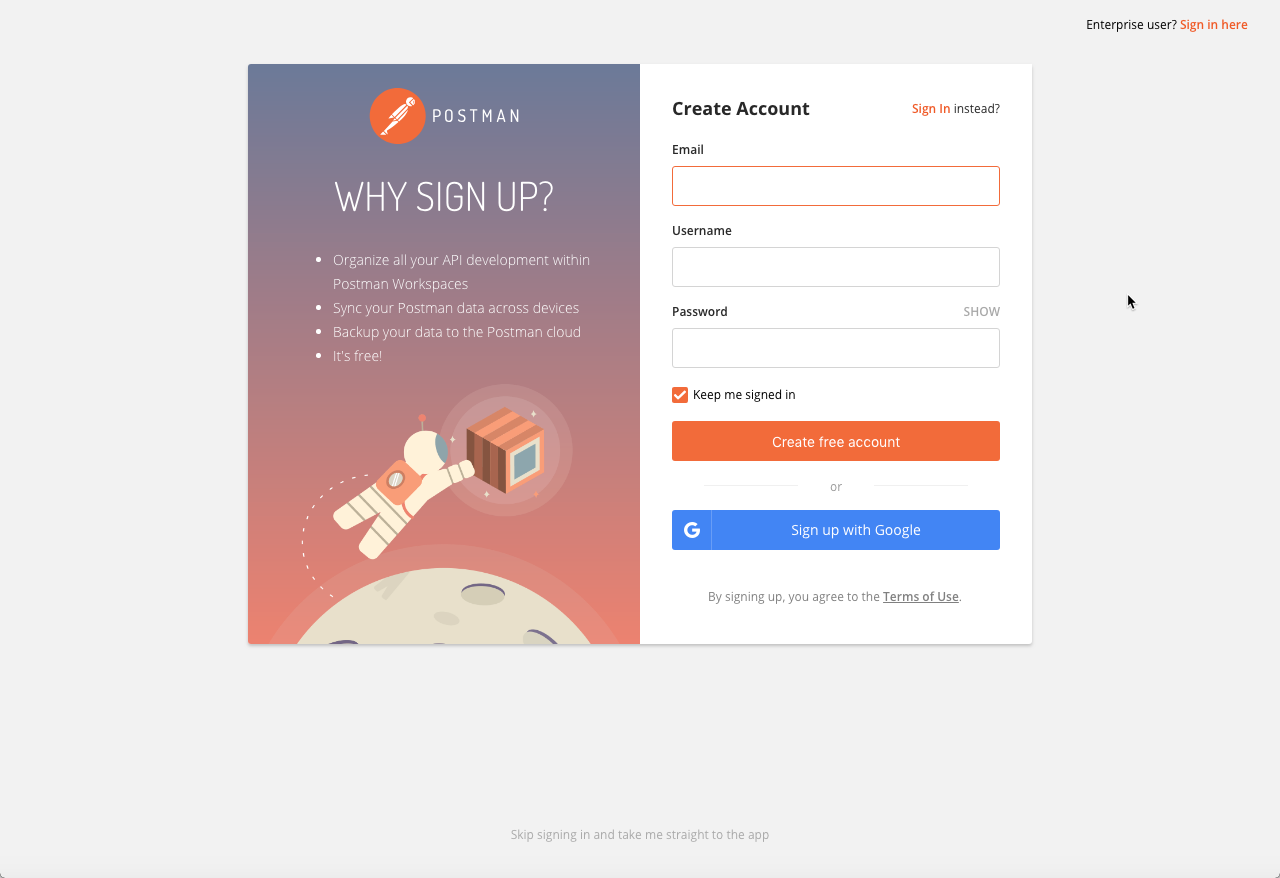 Enterprise user? Sign in here
POSTMAN
WHY SIGN UP?
Organize all your API development within
Postman Workspaces
Sync your Postman data across devices
Backup your data to the Postman cloud
It's free!
Create Account
Sign In instead?
Email
Username
Password
SHOW
Keep me signed in
Create free account
or
G
Sign up with Google
By signing up, you agree to the Terms of Use.
Skip signing in and take me straight to the app